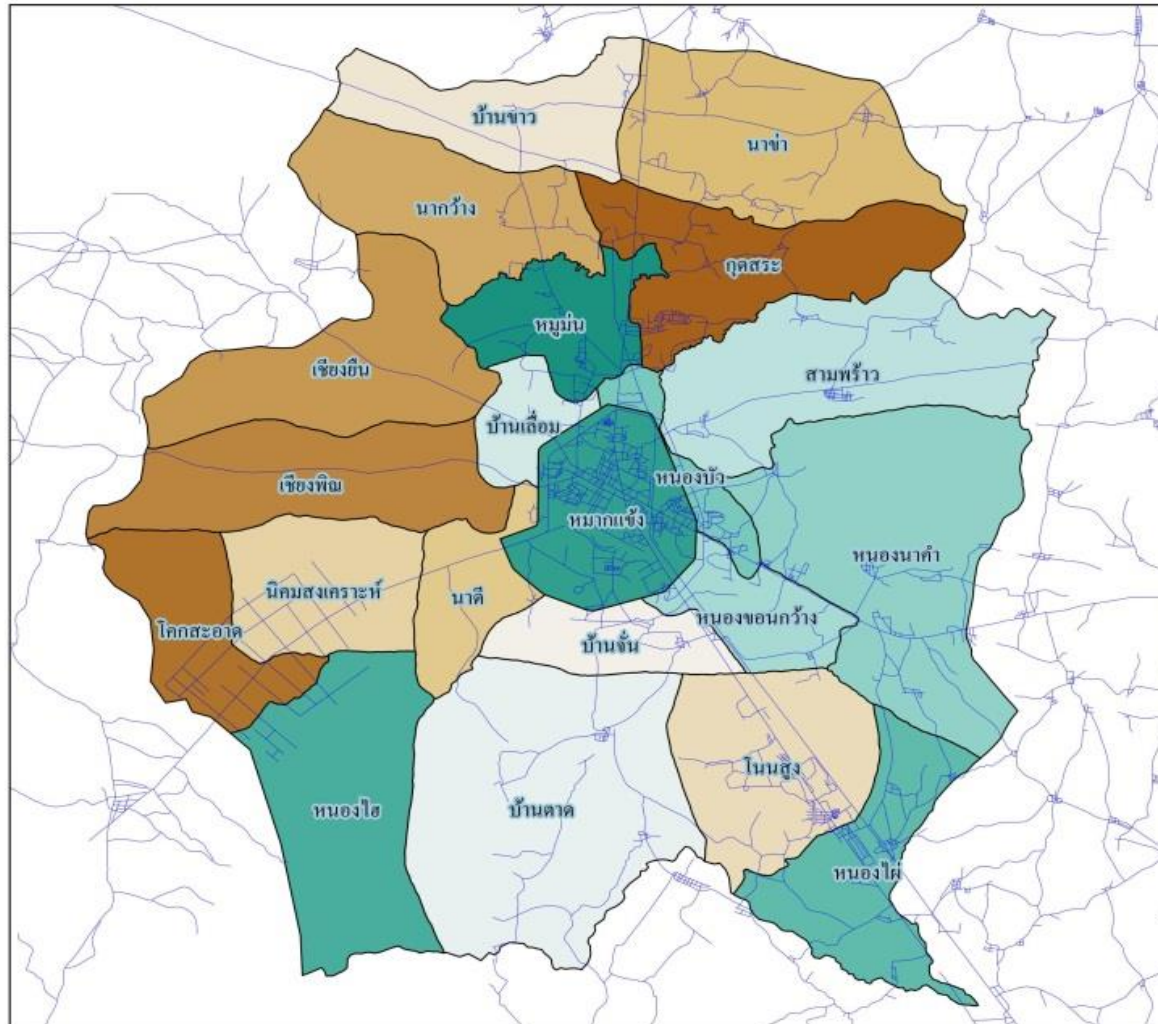 บ้านขาว
นาข่า
นากว้าง
กุดสระ
หมูม่น
เชียงยืน
สามพร้าว
บ้านเลื่อม
หนองบัว
เชียงพิณ
หมากแข้ง
หนองนาคำ
นิคมสงเคราะห์
นาดี
หนองขอนกว้าง
โคกสะอาด
บ้านจั่น
โนนสูง
หนองไฮ
บ้านตาด
หนองไผ่